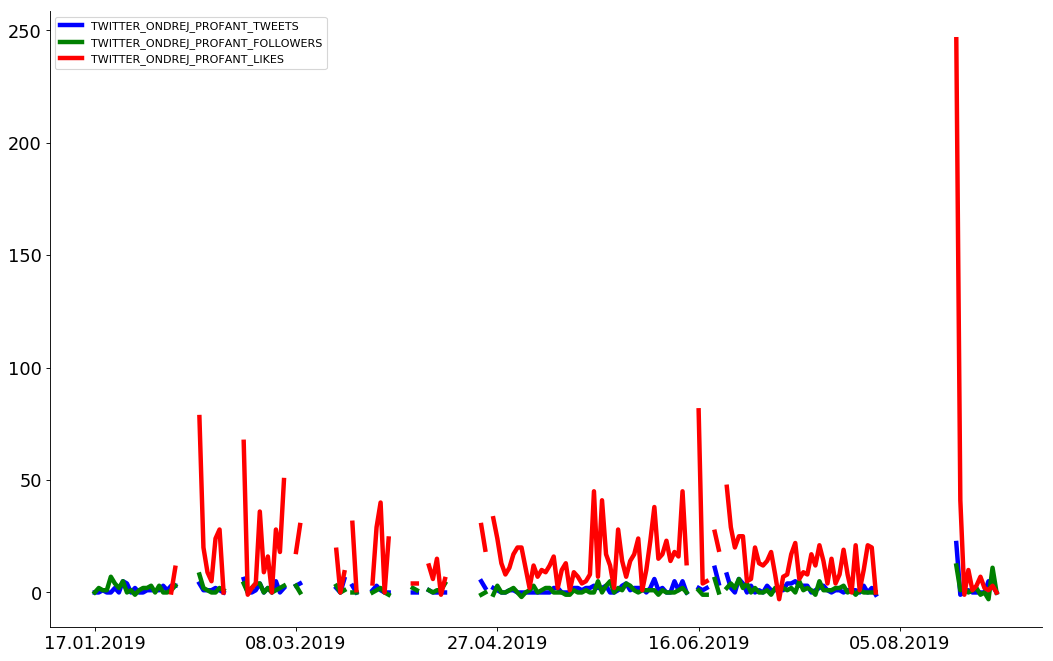 TWITTER_ONDREJ_PROFANT_TWEETS
TWITTER_ONDREJ_PROFANT_FOLLOWERS
TWITTER_ONDREJ_PROFANT_LIKES
250
200
150
100
50
0
17.01.2019 08.03.2019 27.04.2019 16.06.2019 05.08.2019